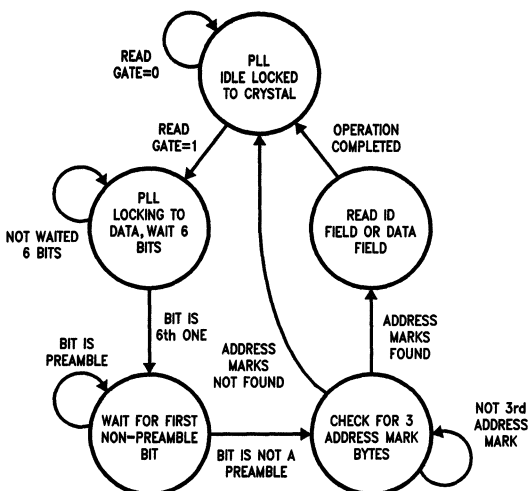 READ
GATE=0
PLL
IDLE LOCKED
TO CRYSTAL
READ
GATE=1
OPERATION
COMPLETED
PLL
LOCKING TO
DATA, WAIT 6
BITS
NOT WAITED
6 BITS
READ ID
FIELD OR DATA
FIELD
BIT IS
6th ONE
BIT IS
PREAMBLE
ADDRESS
MARKS
NOT FOUND
ADDRESS
MARKS
FOUND
WAIT FOR FIRST
NON-PREAMBLE
BIT
BIT IS NOT A
PREAMBLE
CHECK FOR 3
ADDRESS MARK
BYTES
NOT 3rd
ADDRESS
MARK